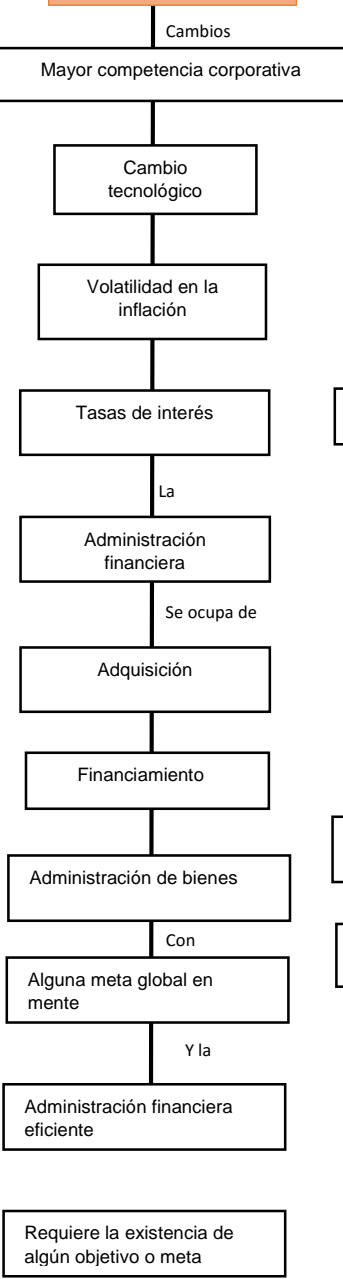 Cambios
Mayor competencia corporativa
Cambio
tecnológico
Volatilidad en la
inflación
Tasas de interés
La
Administración
financiera
Se ocupa de
Adquisición
Financiamiento
Administración de bienes
Con
Alguna meta global en
mente
Y la
Administración financiera
eficiente
Requiere la existencia de
algún objetivo o meta